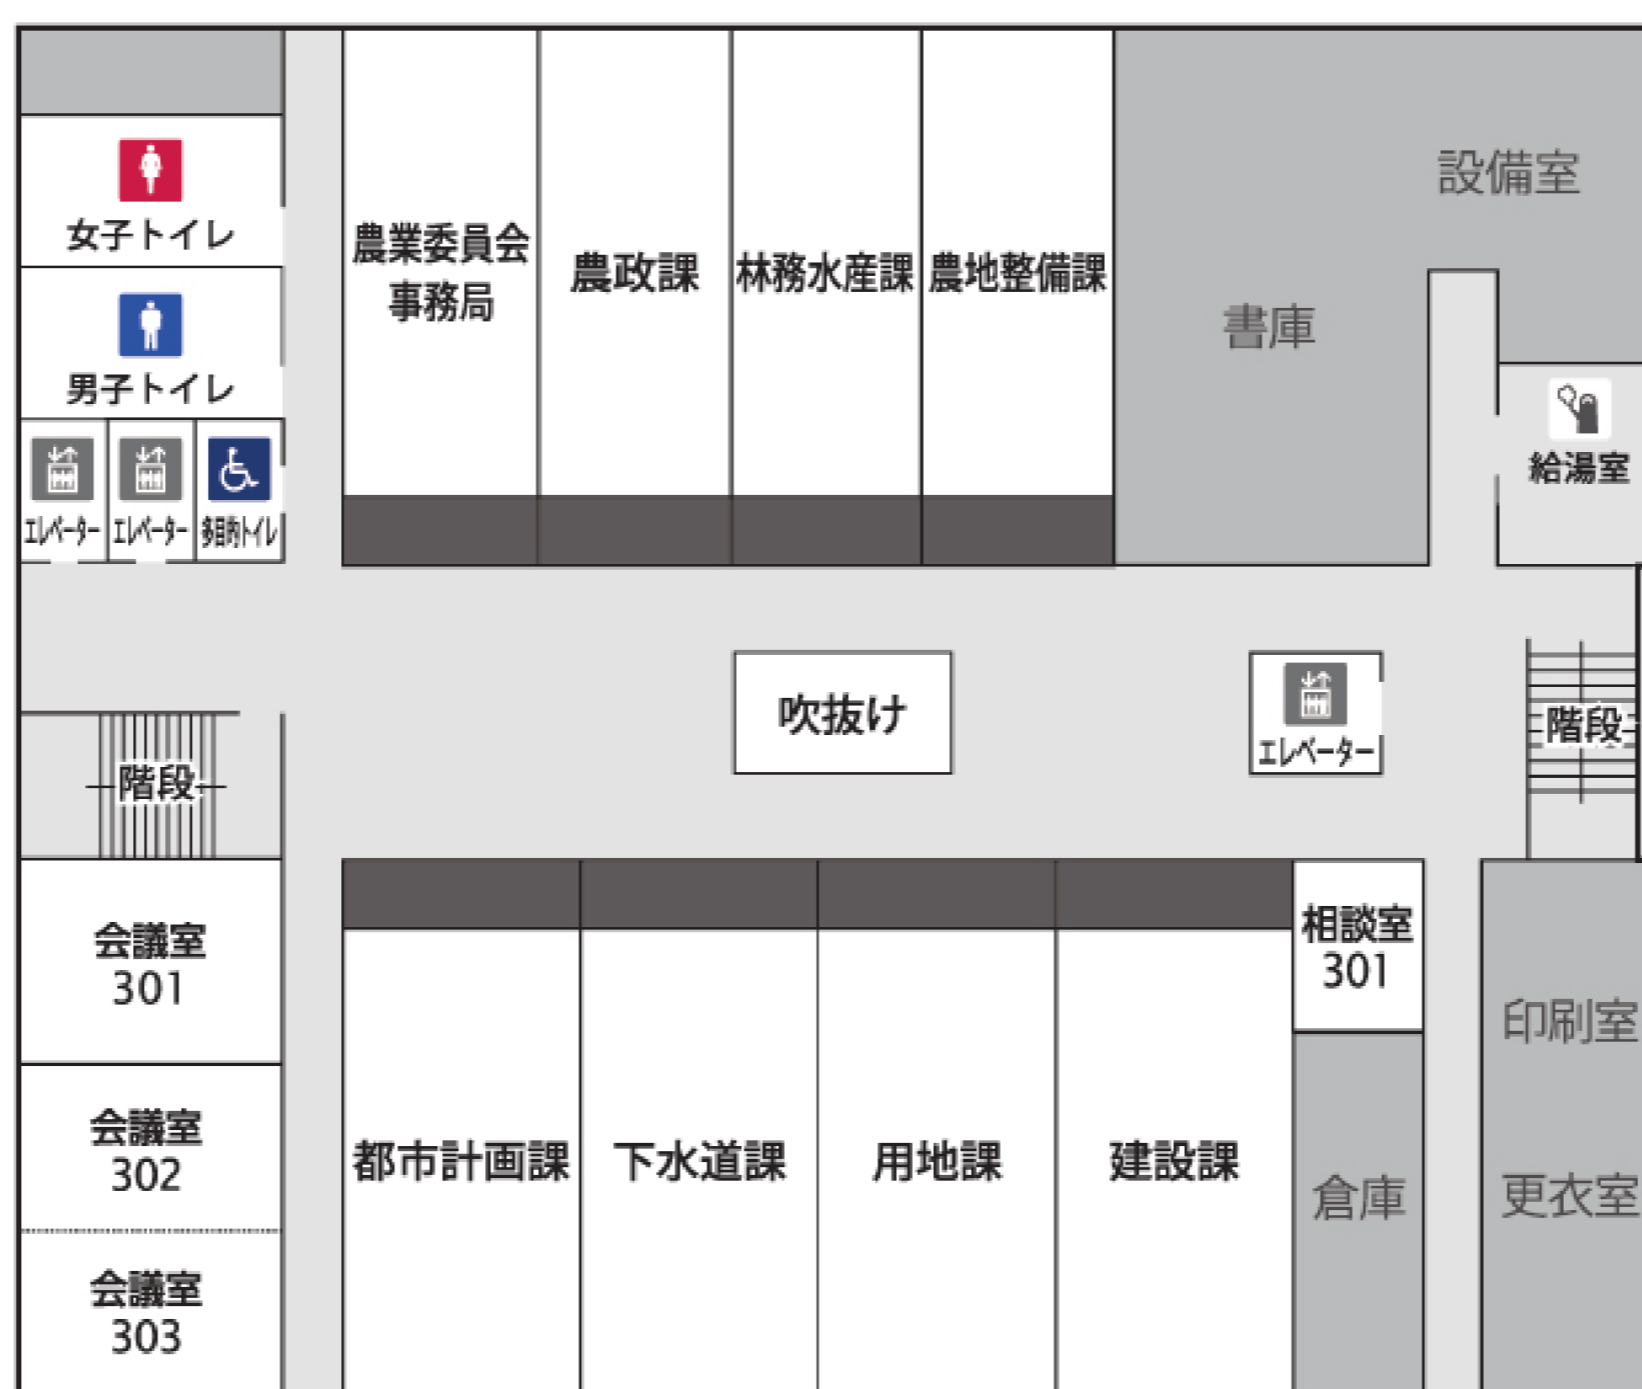 女子トイレ
男子トイレ
エレベーター
エレベーター
多目的トイレ
農業委員会
事務局
農政課
林務水産課
農地整備課
書庫
設備室
給湯室
吹抜け
エレベーター
階段
階段
会議室
301
会議室
302
会議室
303
都市計画課
下水道課
用地課
建設課
相談室
301
倉庫
印刷室
更衣室